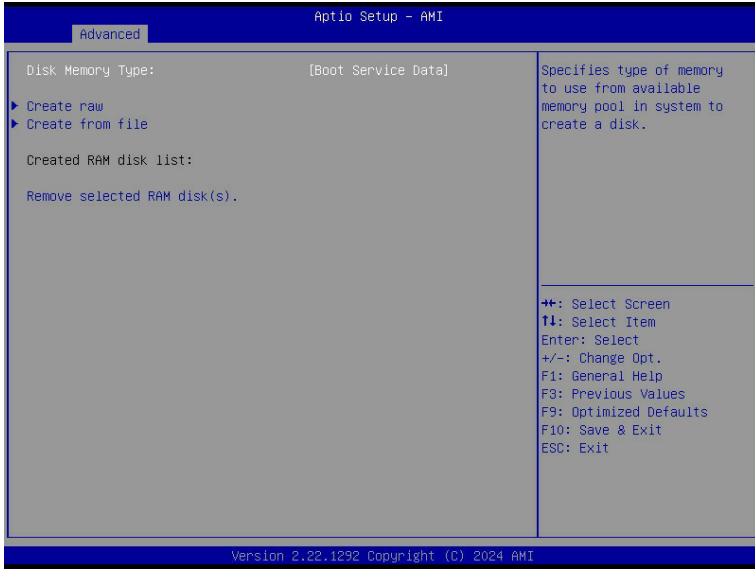 Aptio Setup – AMI
Advanced
Disk Memory Type: [Boot Service Data]
Create raw
Create from file
Created RAM disk list:
Remove selected RAM disk(s).
Specifies type of memory
to use from available
memory pool in system to
create a disk.
→←: Select Screen
↑↓: Select Item
Enter: Select
+/-: Change Opt.
F1: General Help
F3: Previous Values
F9: Optimized Defaults
F10: Save & Exit
ESC: Exit
Version 2.22.1292 Copyright (C) 2024 AMI